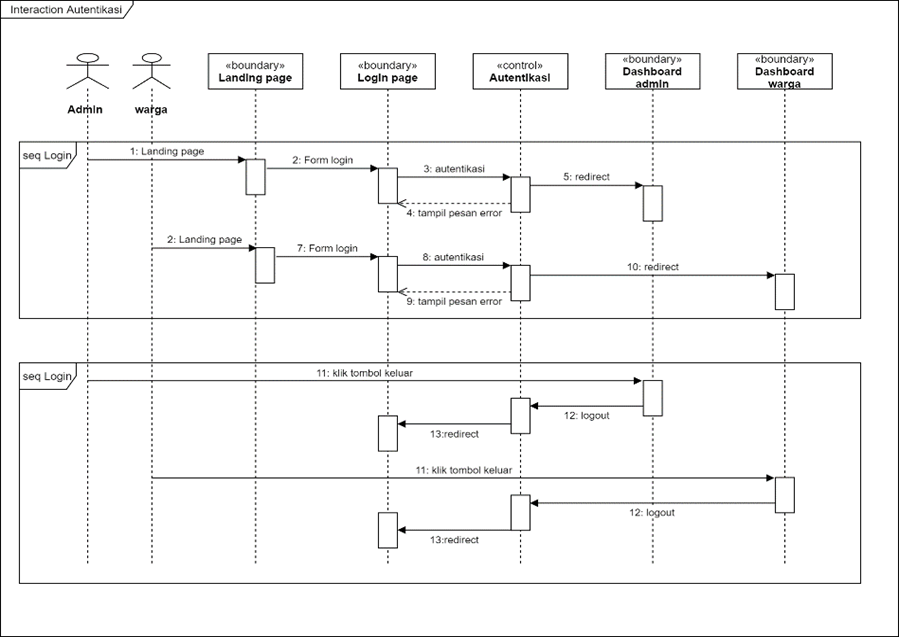 Interaction Autentikasi
Admin
warga
«boundary»
Landing page
«boundary»
Login page
«control»
Autentikasi
«boundary»
Dashboard
admin
«boundary»
Dashboard
warga
seq Login
1: Landing page
2: Form login
3: autentikasi
5: redirect
4: tampil pesan error
2: Landing page
7: Form login
8: autentikasi
10: redirect
9: tampil pesan error
seq Login
11: klik tombol keluar
12: logout
13:redirect
11: klik tombol keluar
12: logout
13:redirect